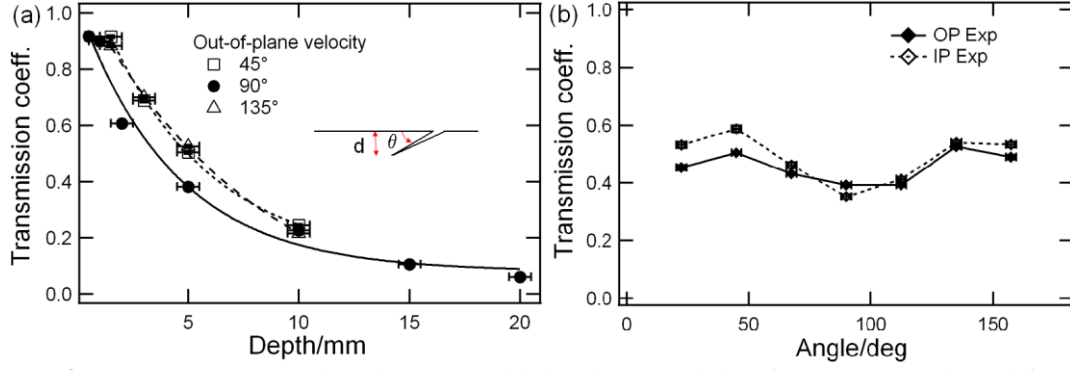 (a)
Transmission coeff.
1.0
0.8
0.6
0.4
0.2
0.0
Out-of-plane velocity
45°
90°
135°
d
θ
5
10
15
20
Depth/mm
(b)
Transmission coeff.
1.0
0.8
0.6
0.4
0.2
0.0
OP Exp
IP Exp
0
50
100
150
Angle/deg